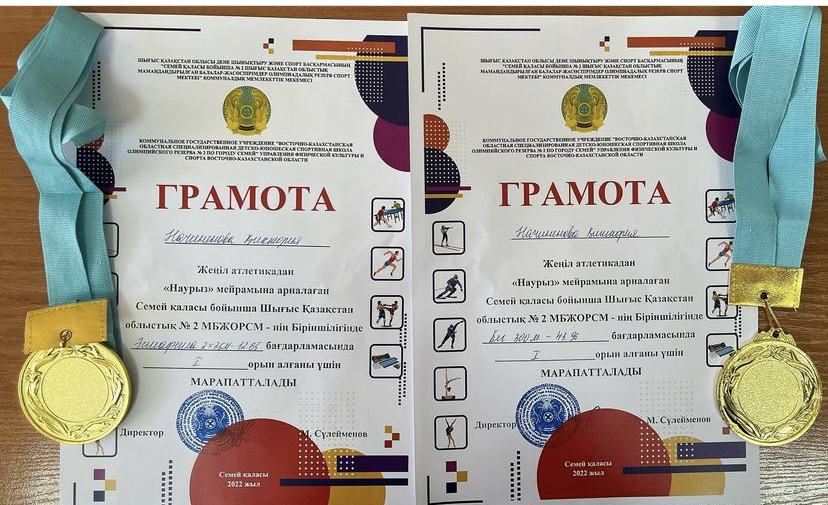 ШЫҒЫС ҚАЗАҚСТАН ОБЛЫСЫ ДЕНЕ ШЫНЫҚТЫРУ ЖӘНЕ СПОРТ БАСҚАРМАСЫНЫҢ
"СЕМЕЙ ҚАЛАСЫ БОЙЫНША № 2 ШЫҒЫС ҚАЗАҚСТАН ОБЛЫСТЫҚ
МАМАНДАНДЫРЫЛҒАН БАЛАЛАР-ЖАСӨСПІРІМДЕР ОЛИМПИАДАЛЫҚ РЕЗЕРВ СПОРТ
МЕКТЕБІ" КОММУНАЛДЫҚ МЕМЛЕКЕТТІК МЕКЕМЕСІ
КОММУНАЛЬНОЕ ГОСУДАРСТВЕННОЕ УЧРЕЖДЕНИЕ "ВОСТОЧНО-КАЗАХСТАНСКАЯ
ОБЛАСТНАЯ СПЕЦИАЛИЗИРОВАННАЯ ДЕТСКО-ЮНОШЕСКАЯ СПОРТИВНАЯ ШКОЛА
ОЛИМПИЙСКОГО РЕЗЕРВА № 2 ПО ГОРОДУ СЕМЕЙ" УПРАВЛЕНИЯ ФИЗИЧЕСКОЙ КУЛЬТУРЫ И
СПОРТА ВОСТОЧНО-КАЗАХСТАНСКОЙ ОБЛАСТИ
ГРАМОТА
Виктория
Жеңіл атлетикадан
«Наурыз» мейрамына арналаған
Семей қаласы бойынша Шығыс Қазақстан
облыстық № 2 МБЖОРСМ - нің Біріншілігінде
бағдарламасында
I орын алғаны үшін
МАРАПАТТАЛАДЫ
Директор М. Сүлейменов
Семей қаласы
2022 жыл
ШЫҒЫС ҚАЗАҚСТАН ОБЛЫСЫ ДЕНЕ ШЫНЫҚТЫРУ ЖӘНЕ СПОРТ БАСҚАРМАСЫНЫҢ
"СЕМЕЙ ҚАЛАСЫ БОЙЫНША № 2 ШЫҒЫС ҚАЗАҚСТАН ОБЛЫСТЫҚ
МАМАНДАНДЫРЫЛҒАН БАЛАЛАР-ЖАСӨСПІРІМДЕР ОЛИМПИАДАЛЫҚ РЕЗЕРВ СПОРТ
МЕКТЕБІ" КОММУНАЛДЫҚ МЕМЛЕКЕТТІК МЕКЕМЕСІ
КОММУНАЛЬНОЕ ГОСУДАРСТВЕННОЕ УЧРЕЖДЕНИЕ "ВОСТОЧНО-КАЗАХСТАНСКАЯ
ОБЛАСТНАЯ СПЕЦИАЛИЗИРОВАННАЯ ДЕТСКО-ЮНОШЕСКАЯ СПОРТИВНАЯ ШКОЛА
ОЛИМПИЙСКОГО РЕЗЕРВА № 2 ПО ГОРОДУ СЕМЕЙ" УПРАВЛЕНИЯ ФИЗИЧЕСКОЙ КУЛЬТУРЫ И
СПОРТА ВОСТОЧНО-КАЗАХСТАНСКОЙ ОБЛАСТИ
ГРАМОТА
Жеңіл атлетикадан
«Наурыз» мейрамына арналаған
Семей қаласы бойынша Шығыс Қазақстан
облыстық № 2 МБЖОРСМ - нің Біріншілігінде
300м - 43.96 бағдарламасында
I орын алғаны үшін
МАРАПАТТАЛАДЫ
Директор М. Сүлейменов
Семей қаласы
2022 жыл